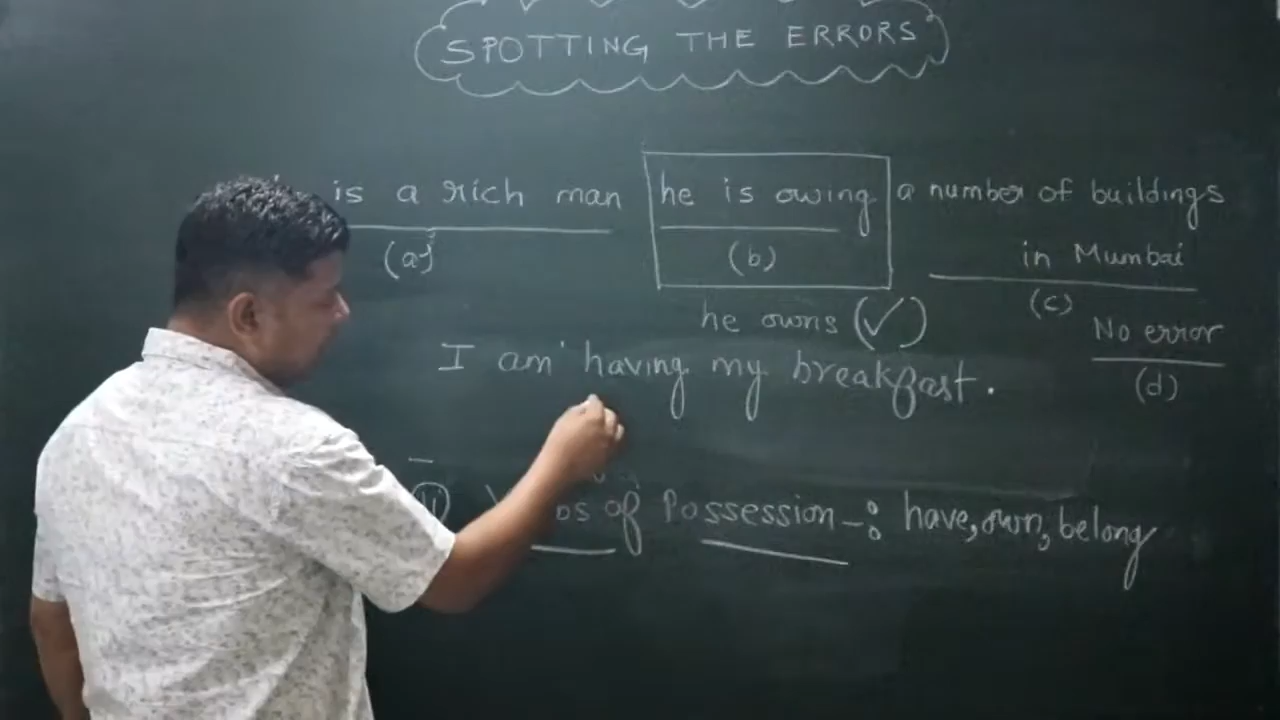 SPOTTING THE ERRORS
is a rich man he is owing a number of buildings
(a) (b) in Mumbai
he owns (✓) (c) No error
I am having my breakfast. (d)
of Possession -: have, own, belong